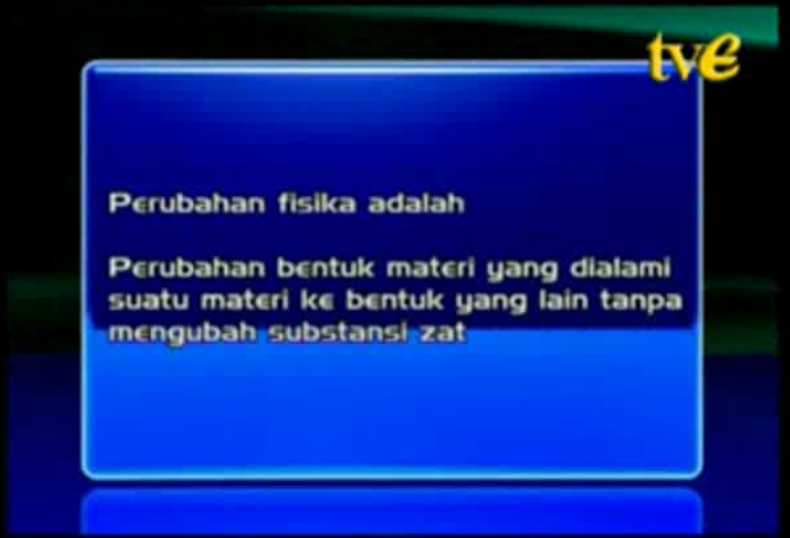 tve
Perubahan fisika adalah
Perubahan bentuk materi yang dialami
suatu materi ke bentuk yang lain tanpa
mengubah substansi zat